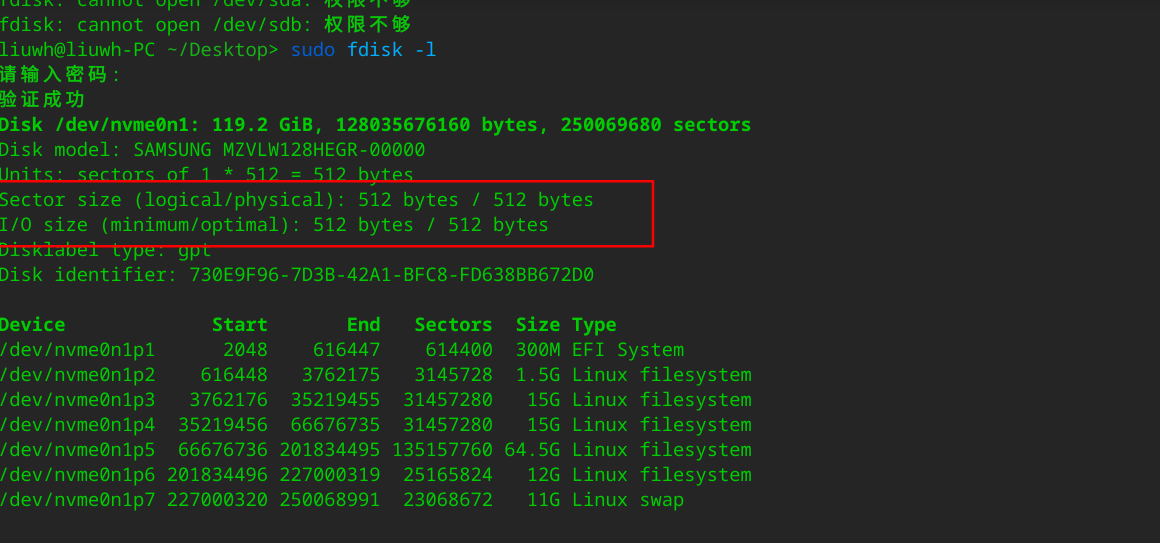 fdisk: cannot open /dev/sda: 权限不够
fdisk: cannot open /dev/sdb: 权限不够
liuwh@liuwh-PC ~/Desktop> sudo fdisk -l
请输入密码:
验证成功
Disk /dev/nvme0n1: 119.2 GiB, 128035676160 bytes, 250069680 sectors
Disk model: SAMSUNG MZVLW128HEGR-00000
Units: sectors of 1 * 512 = 512 bytes
Sector size (logical/physical): 512 bytes / 512 bytes
I/O size (minimum/optimal): 512 bytes / 512 bytes
Disklabel type: gpt
Disk identifier: 730E9F96-7D3B-42A1-BFC8-FD638BB672D0
Device Start End Sectors Size Type
/dev/nvme0n1p1 2048 616447 614400 300M EFI System
/dev/nvme0n1p2 616448 3762175 3145728 1.5G Linux filesystem
/dev/nvme0n1p3 3762176 35219455 31457280 15G Linux filesystem
/dev/nvme0n1p4 35219456 66676735 31457280 15G Linux filesystem
/dev/nvme0n1p5 66676736 201834495 135157760 64.5G Linux filesystem
/dev/nvme0n1p6 201834496 227000319 25165824 12G Linux filesystem
/dev/nvme0n1p7 227000320 250068991 23068672 11G Linux swap